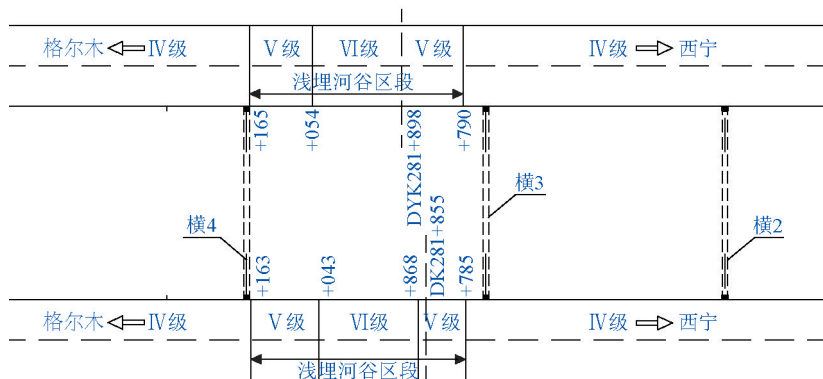 格尔木 Ⅳ级 Ⅴ级 Ⅵ级 Ⅴ级 Ⅳ级 西宁
浅埋河谷区段
+165 +054 DYK281+898 +790
横4 横3 横2
+163 +043 +868 DK281+855 +785
格尔木 Ⅳ级 Ⅴ级 Ⅵ级 Ⅴ级 Ⅳ级 西宁
浅埋河谷区段